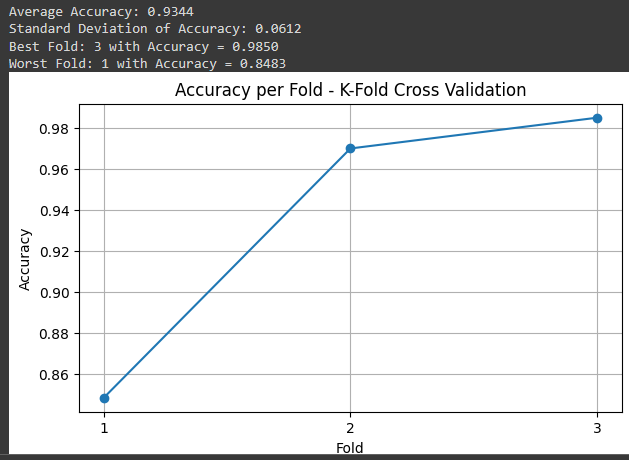 Average Accuracy: 0.9344
Standard Deviation of Accuracy: 0.0612
Best Fold: 3 with Accuracy = 0.9850
Worst Fold: 1 with Accuracy = 0.8483
Accuracy per Fold - K-Fold Cross Validation
0.98
0.96
0.94
0.92
0.90
0.88
0.86
Accuracy
1 2 3
Fold